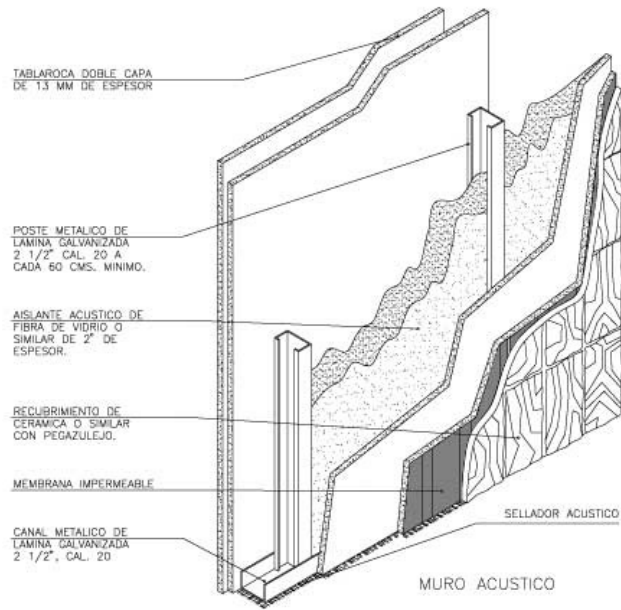 TABLAROCA DOBLE CAPA
DE 13 MM DE ESPESOR
POSTE METALICO DE
LAMINA GALVANIZADA
2 1/2" CAL. 20 A
CADA 60 CMS. MINIMO.
AISLANTE ACUSTICO DE
FIBRA DE VIDRIO O
SIMILAR DE 2" DE
ESPESOR.
RECUBRIMIENTO DE
CERAMICA O SIMILAR
CON PEGAZULEJO.
MEMBRANA IMPERMEABLE
CANAL METALICO DE
LAMINA GALVANIZADA
2 1/2", CAL. 20
SELLADOR ACUSTICO
MURO ACUSTICO